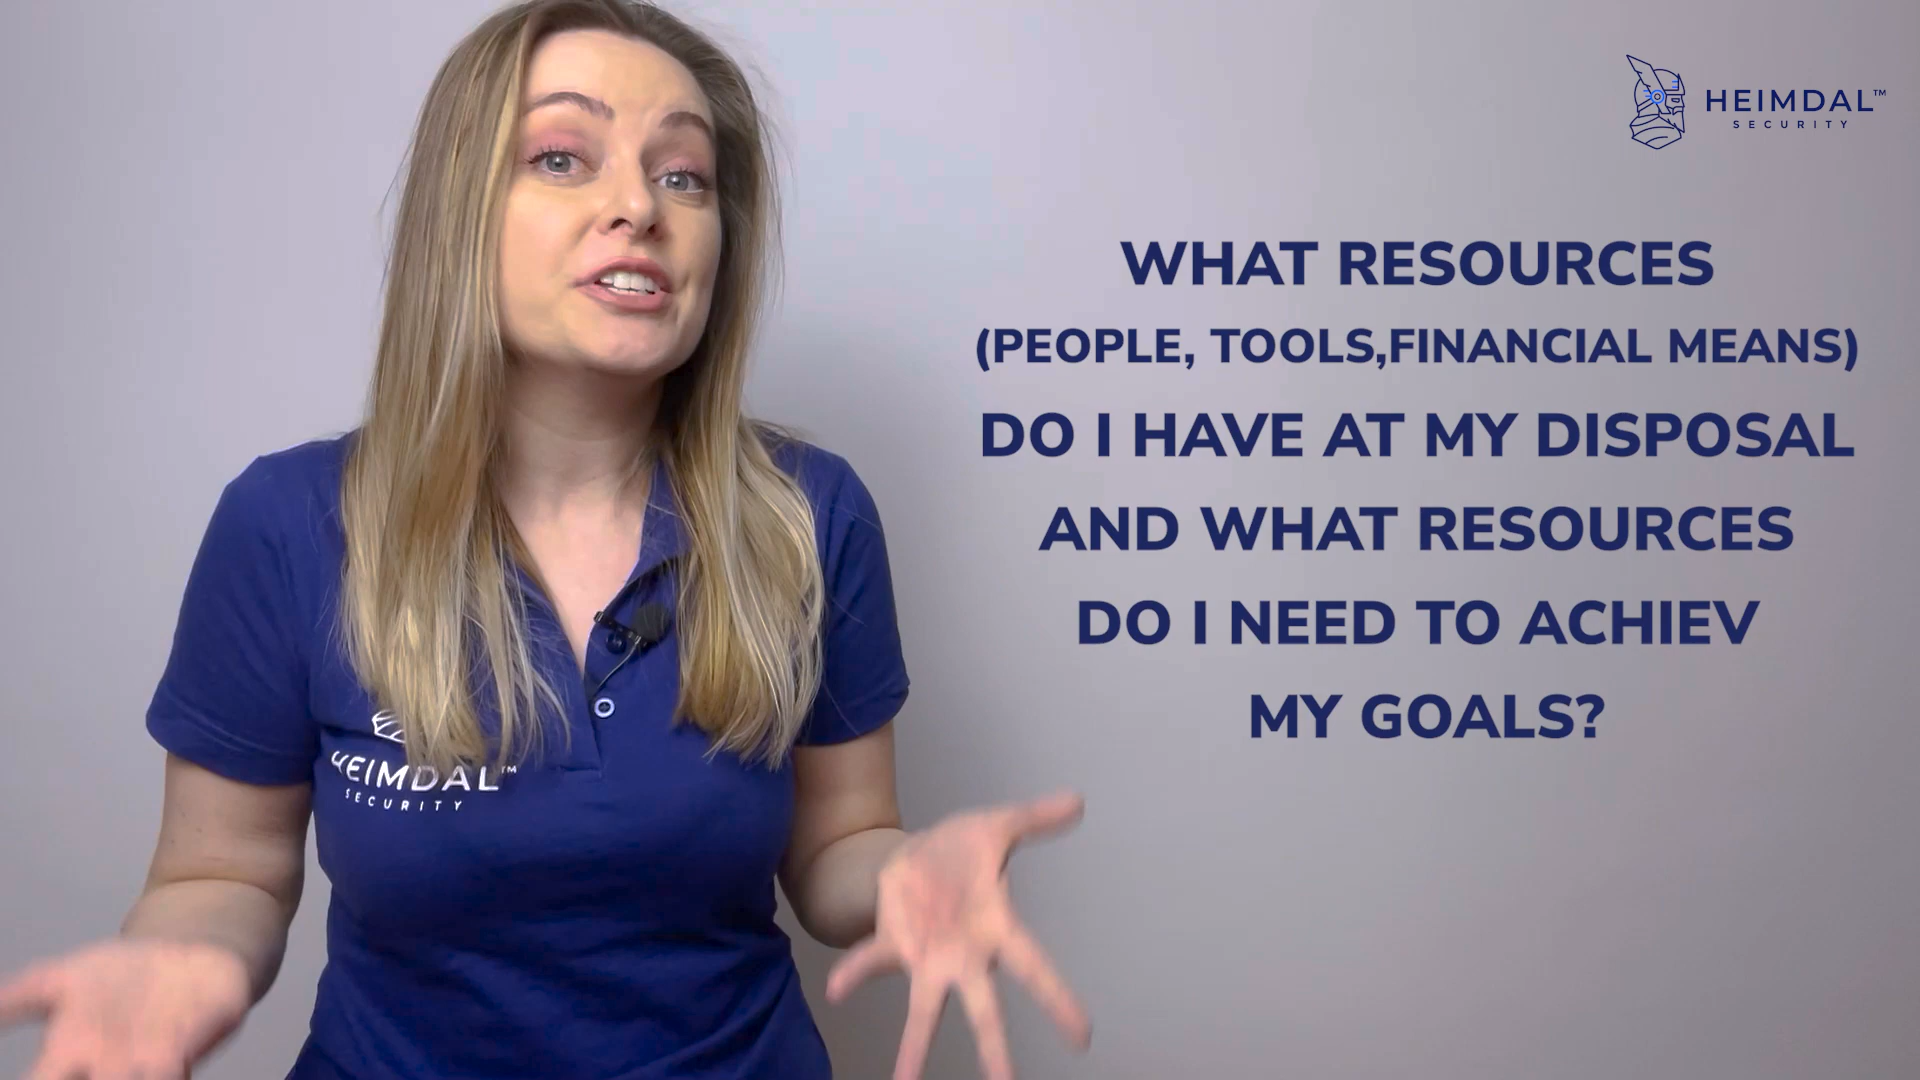 HEIMDAL™
SECURITY
WHAT RESOURCES
(PEOPLE, TOOLS,FINANCIAL MEANS)
DO I HAVE AT MY DISPOSAL
AND WHAT RESOURCES
DO I NEED TO ACHIEV
MY GOALS?
HEIMDAL™
SECURITY